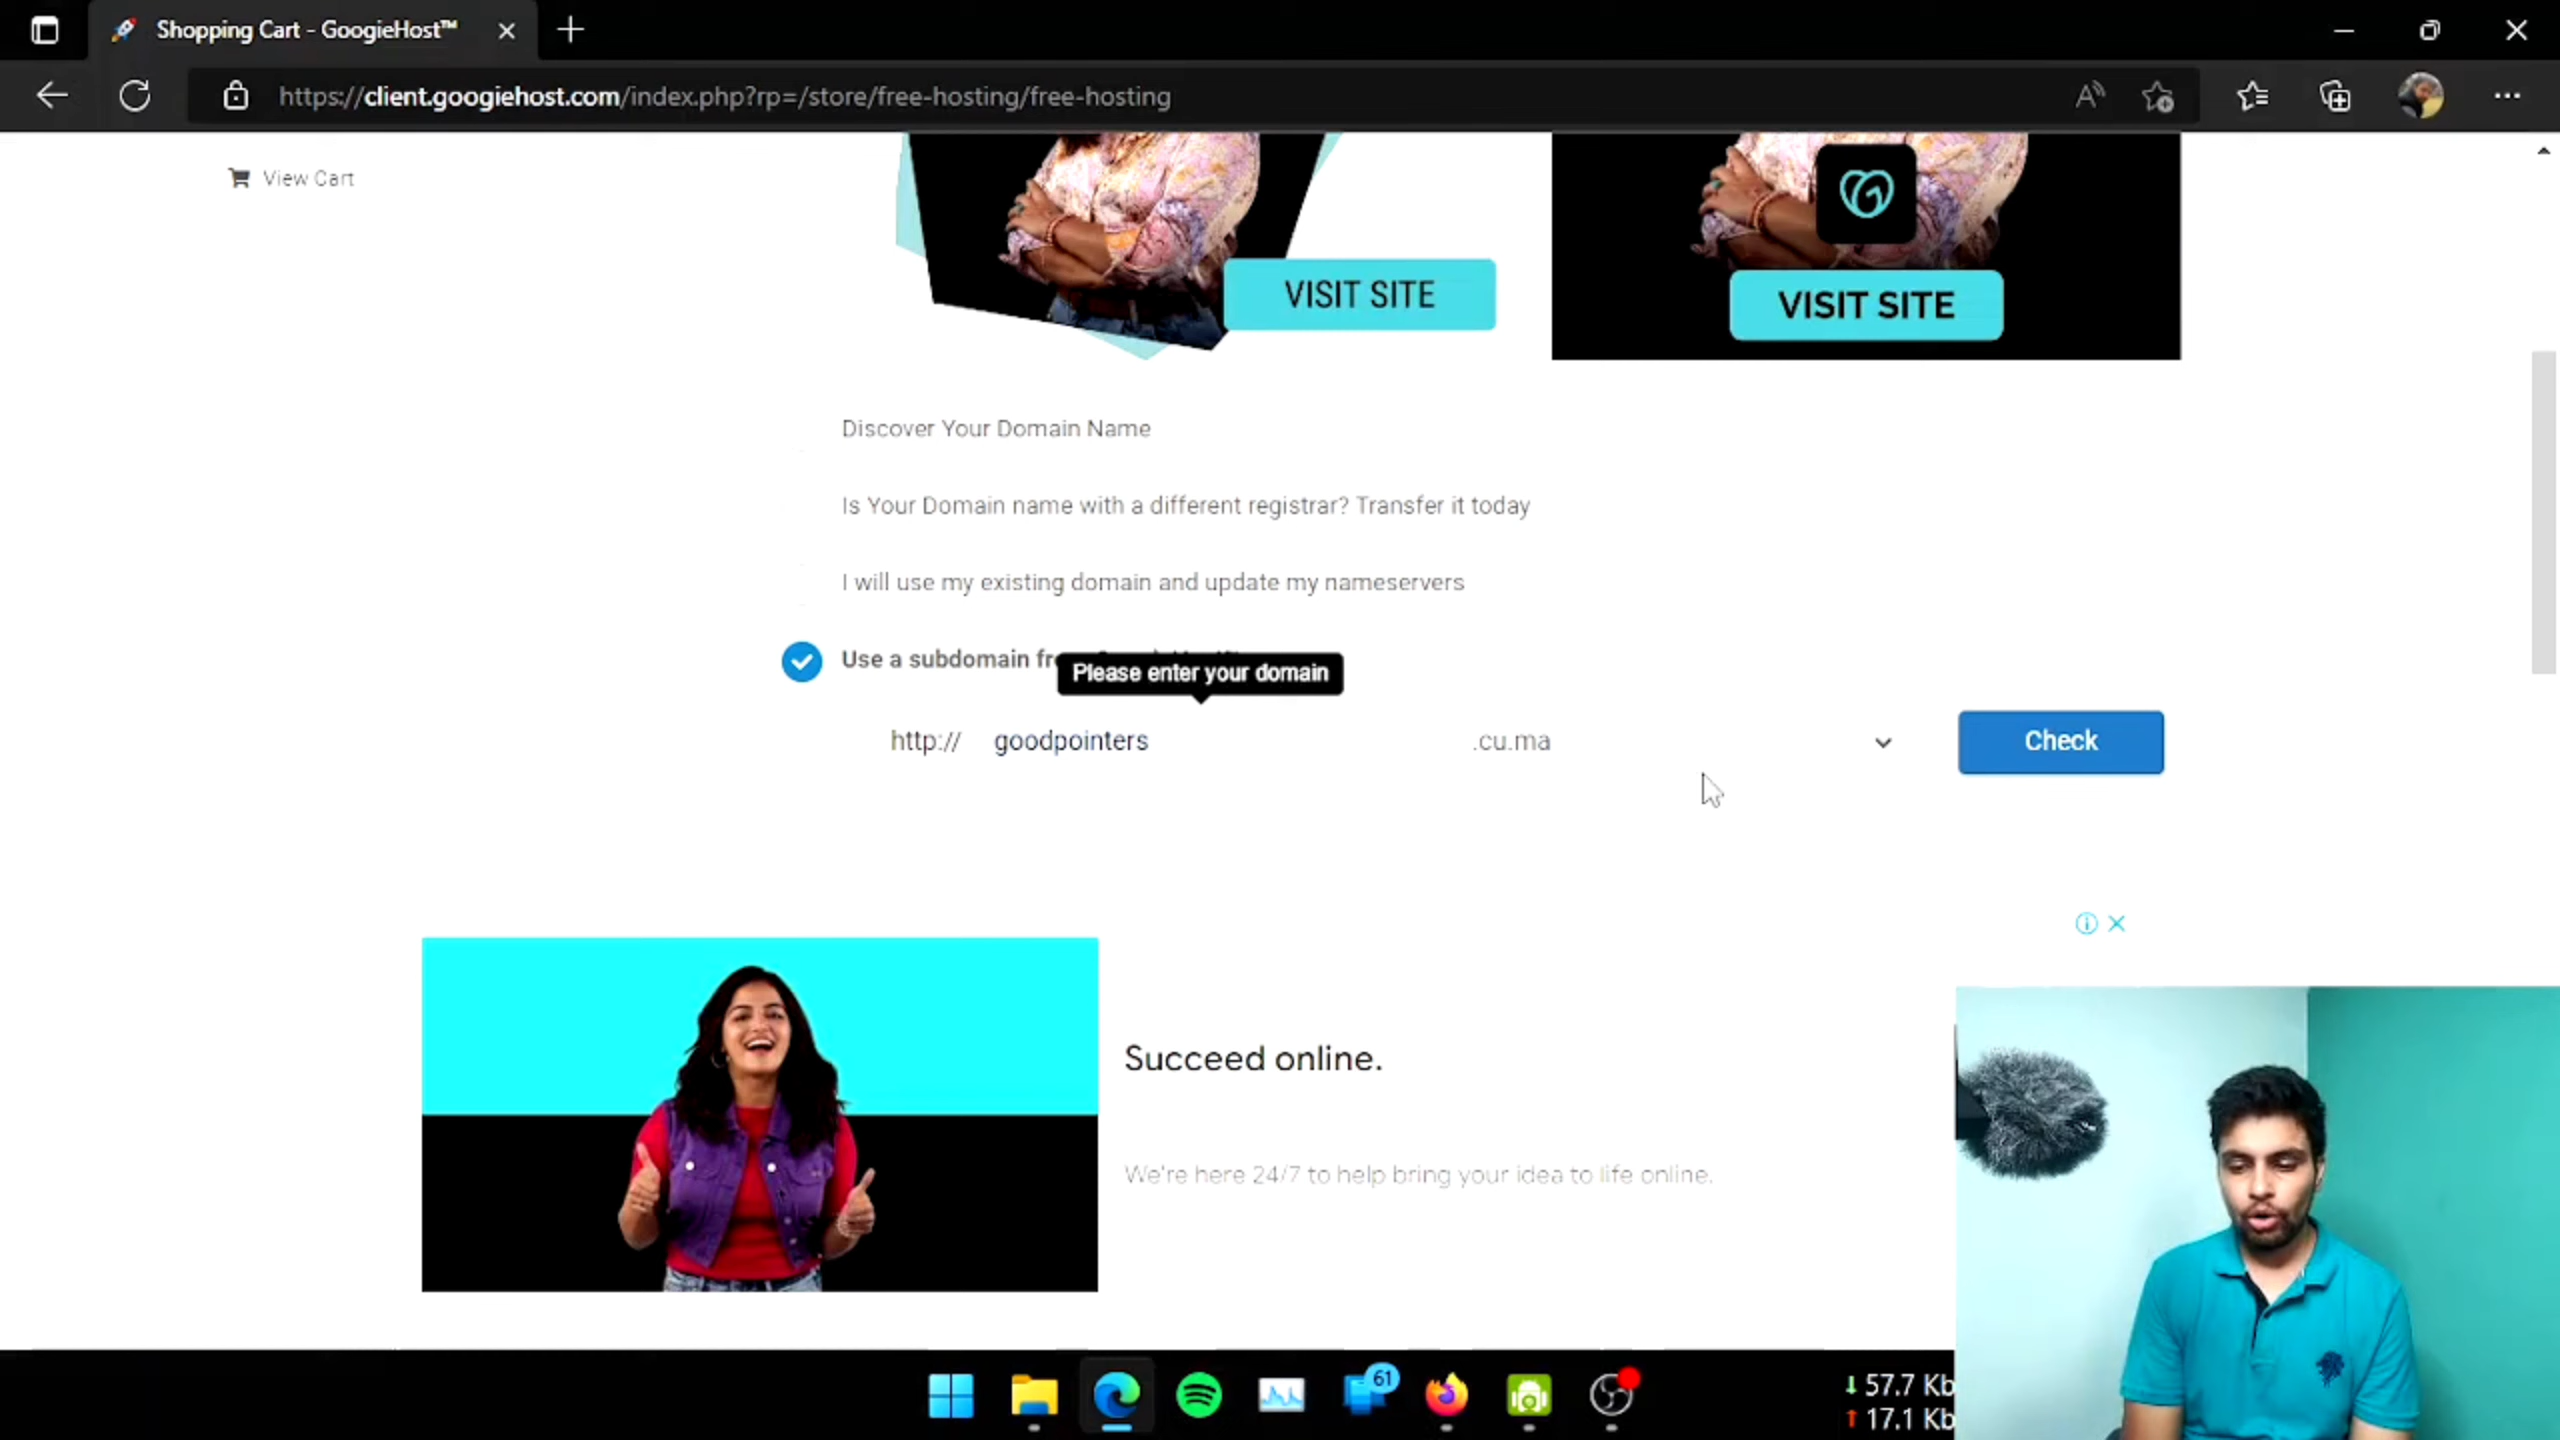 Shopping Cart - GoogieHost™
https://client.googiehost.com/index.php?rp=/store/free-hosting/free-hosting
View Cart
VISIT SITE
VISIT SITE
Discover Your Domain Name
Is Your Domain name with a different registrar? Transfer it today
I will use my existing domain and update my nameservers
Use a subdomain
Please enter your domain
http:// goodpointers .cu.ma Check
Succeed online.
We're here 24/7 to help bring your idea to life online.
61
↓ 57.7 Kb
↑ 17.1 Kb